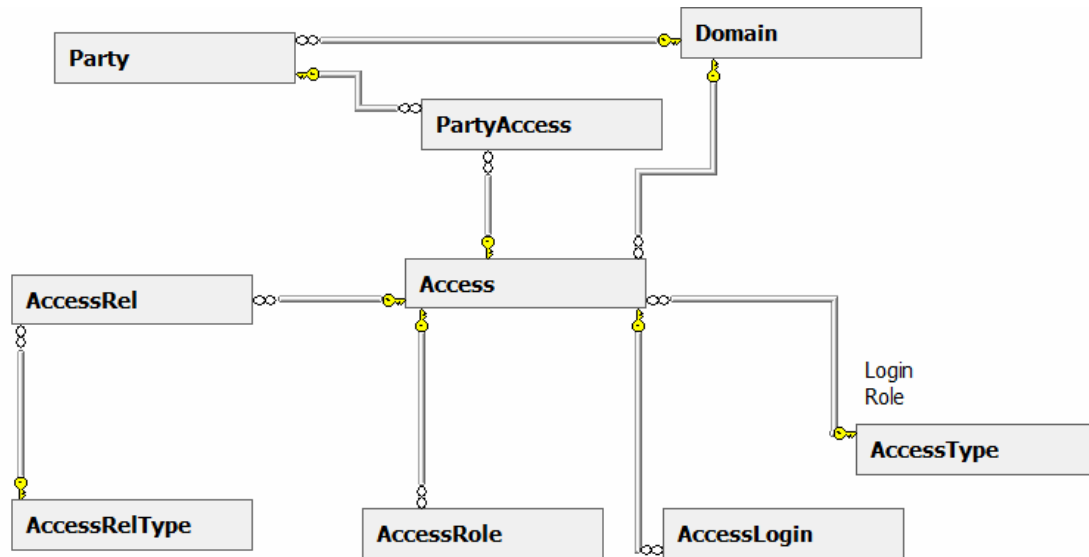 Domain
Party
PartyAccess
Access
AccessRel
Login
Role
AccessType
AccessRelType
AccessRole
AccessLogin